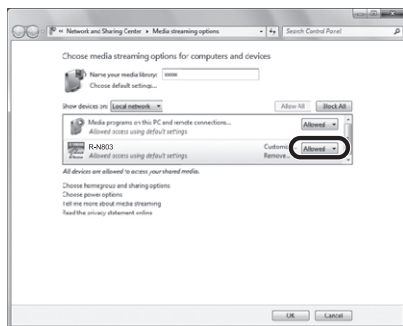 « Network and Sharing Center ▸ Media streaming options
Search Control Panel
Choose media streaming options for computers and devices
Name your media library:
Choose default settings...
Show devices on: Local network
Allow All
Block All
Media programs on this PC and remote connections...
Allowed access using default settings
Allowed
R-N803
Allowed access using default settings
Customi
Remove...
Allowed
All devices are allowed to access your shared media.
Choose homegroup and sharing options
Choose power options
Tell me more about media streaming
Read the privacy statement online
OK
Cancel